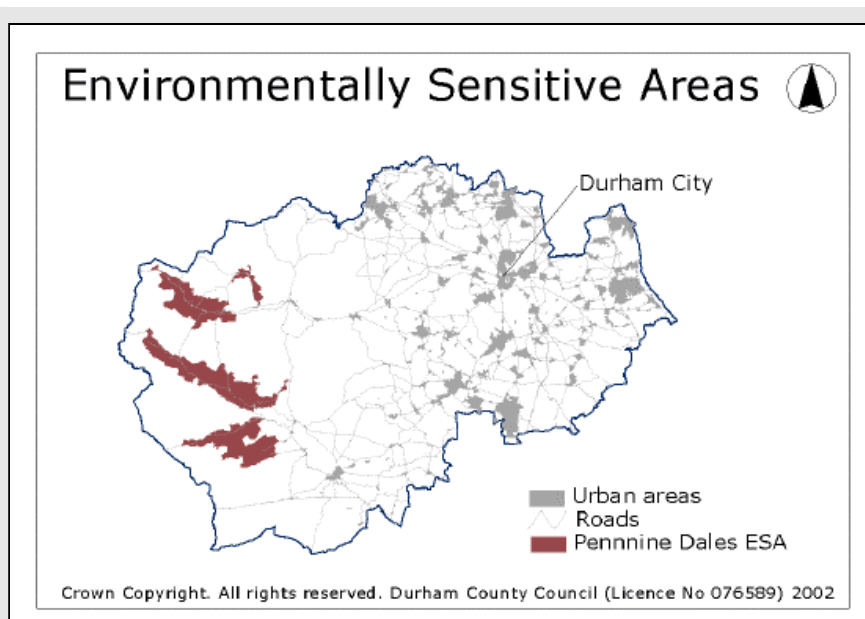 Environmentally Sensitive Areas
Durham City
Urban areas
Roads
Pennnine Dales ESA
Crown Copyright. All rights reserved. Durham County Council (Licence No 076589) 2002